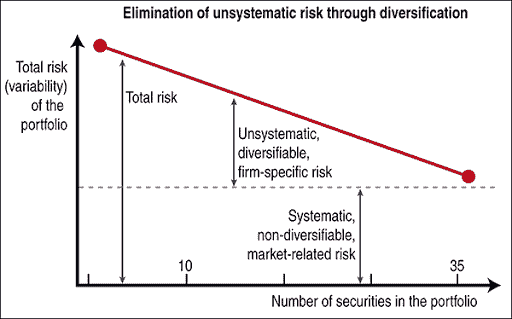 Elimination of unsystematic risk through diversification
Total risk
(variability)
of the
portfolio
Total risk
Unsystematic,
diversifiable,
firm-specific risk
Systematic,
non-diversifiable,
market-related risk
10
35
Number of securities in the portfolio